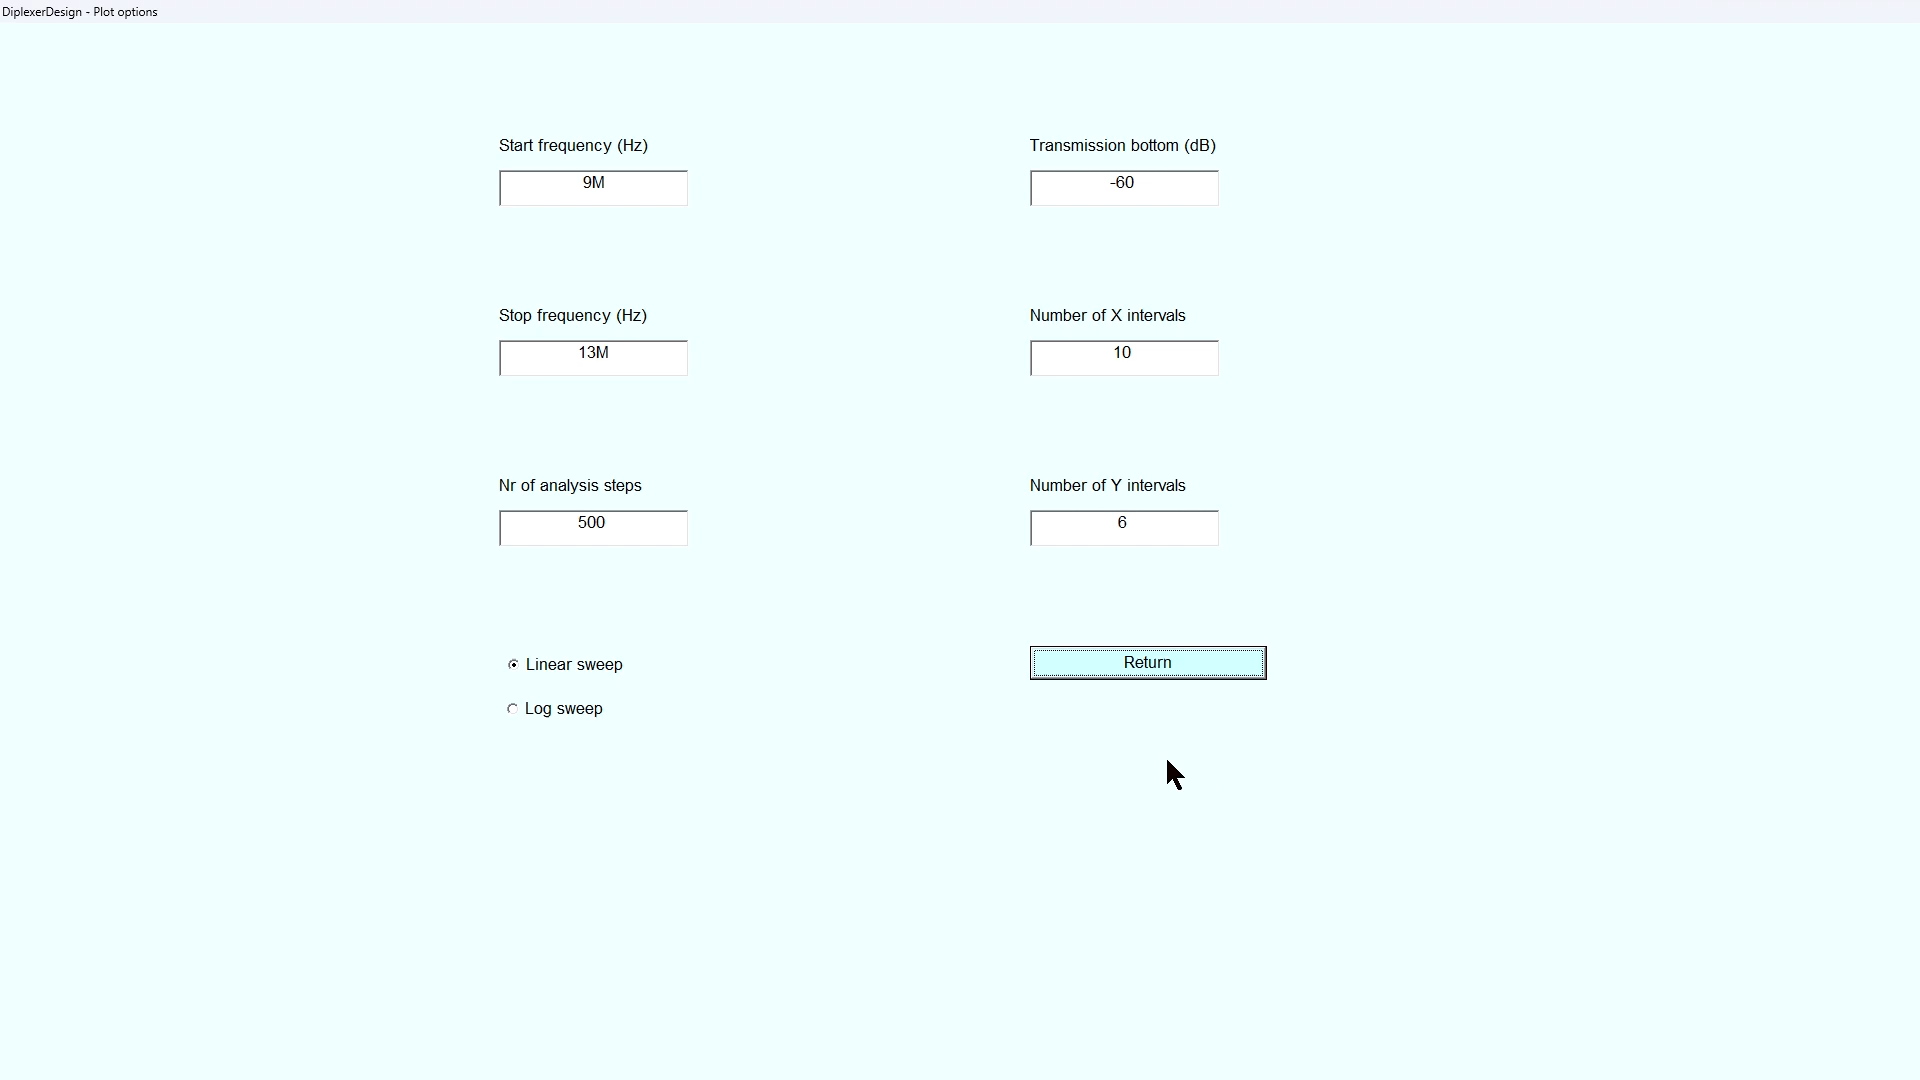 DiplexerDesign - Plot options
Start frequency (Hz)
9M
Transmission bottom (dB)
-60
Stop frequency (Hz)
13M
Number of X intervals
10
Nr of analysis steps
500
Number of Y intervals
6
Linear sweep
Log sweep
Return